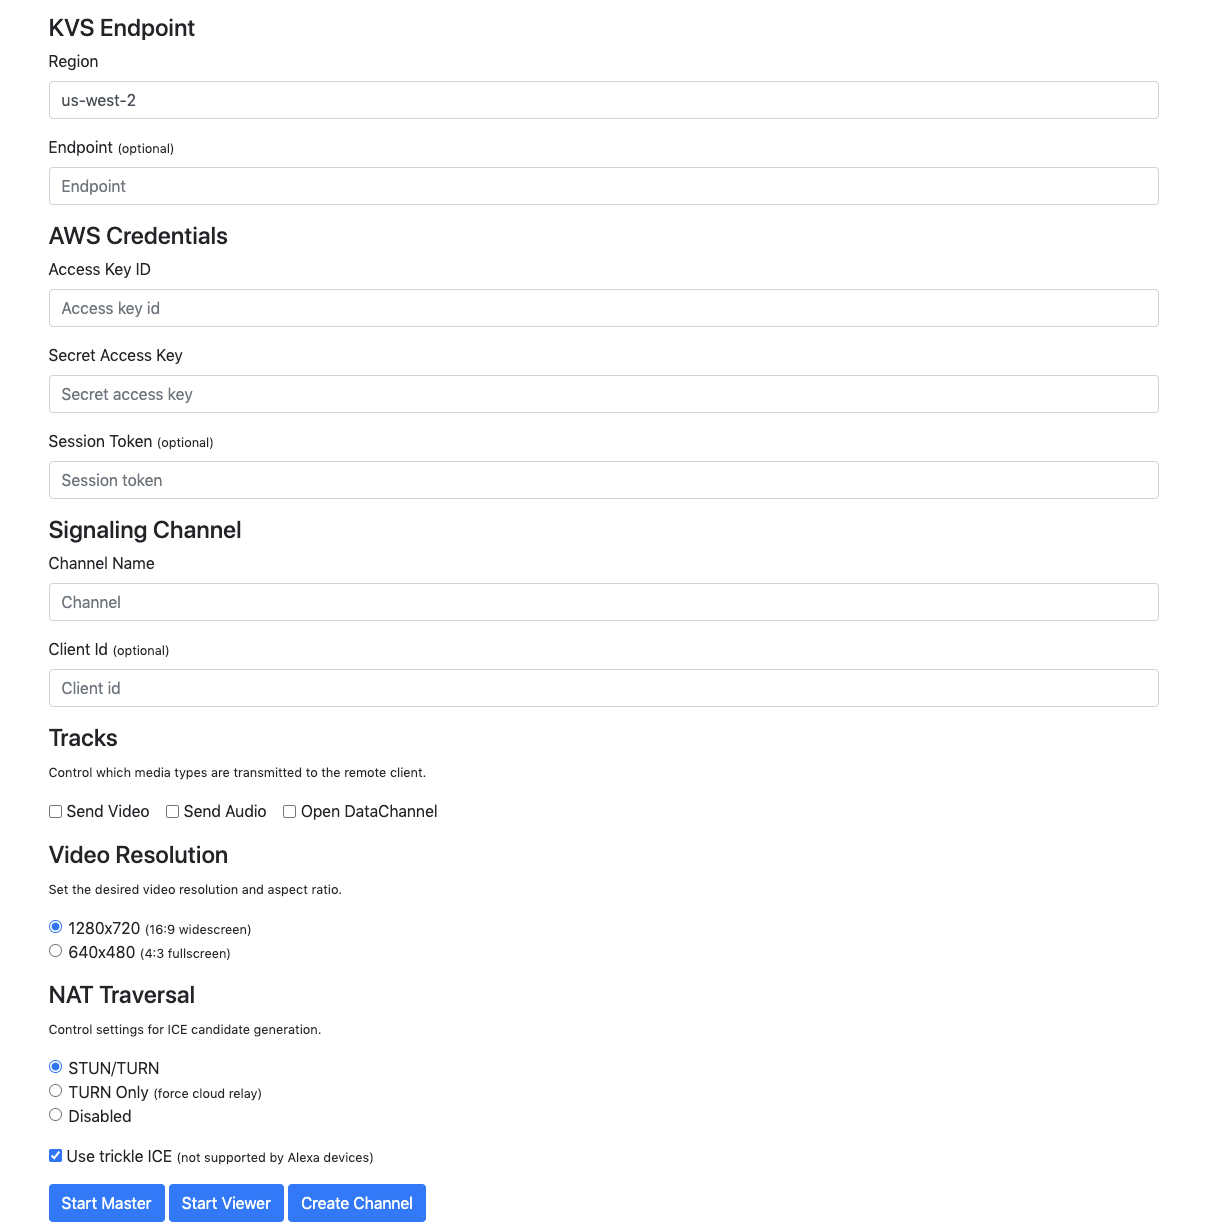 KVS Endpoint
Region
us-west-2
Endpoint (optional)
Endpoint
AWS Credentials
Access Key ID
Access key id
Secret Access Key
Secret access key
Session Token (optional)
Session token
Signaling Channel
Channel Name
Channel
Client Id (optional)
Client id
Tracks
Control which media types are transmitted to the remote client.
Send Video Send Audio Open DataChannel
Video Resolution
Set the desired video resolution and aspect ratio.
1280x720 (16:9 widescreen)
640x480 (4:3 fullscreen)
NAT Traversal
Control settings for ICE candidate generation.
STUN/TURN
TURN Only (force cloud relay)
Disabled
Use trickle ICE (not supported by Alexa devices)
Start Master Start Viewer Create Channel